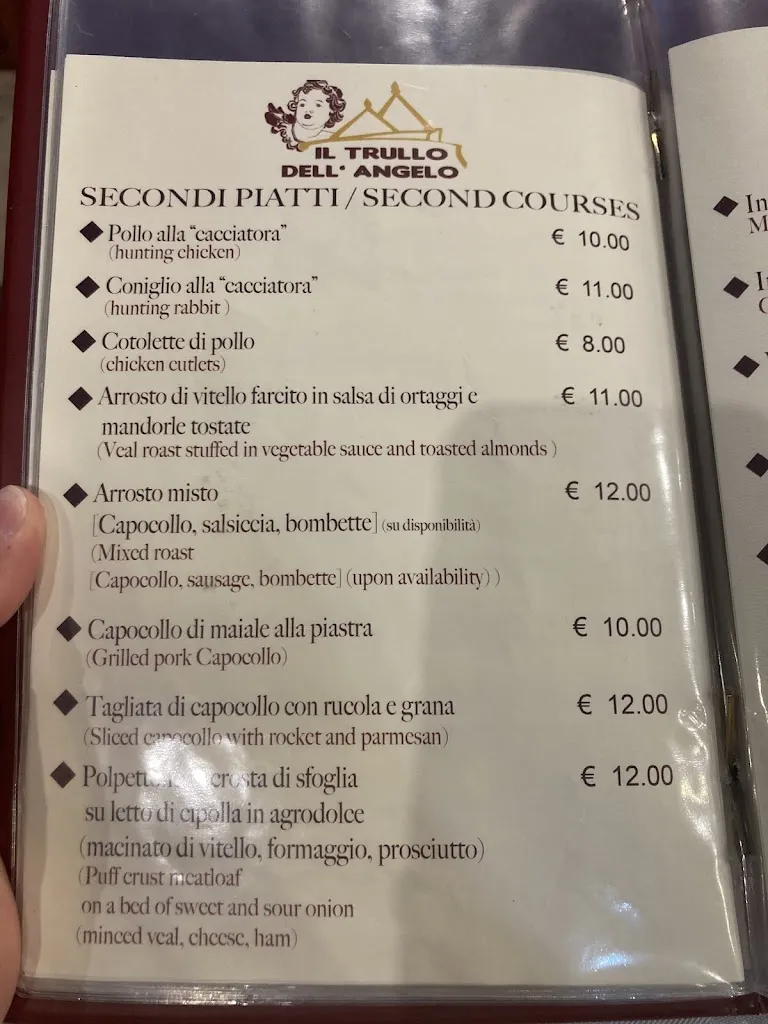 IL TRULLO
DELL' ANGELO
SECONDI PIATTI / SECOND COURSES
Pollo alla "cacciatora" € 10.00
(hunting chicken)
Coniglio alla "cacciatora" € 11.00
(hunting rabbit )
Cotolette di pollo € 8.00
(chicken cutlets)
Arrosto di vitello farcito in salsa di ortaggi e € 11.00
mandorle tostate
(Veal roast stuffed in vegetable sauce and toasted almonds )
Arrosto misto € 12.00
[Capocollo, salsiccia, bombette] (su disponibilità)
(Mixed roast
[Capocollo, sausage, bombette] (upon availability) )
Capocollo di maiale alla piastra € 10.00
(Grilled pork Capocollo)
Tagliata di capocollo con rucola e grana € 12.00
(Sliced capocollo with rocket and parmesan)
crosta di sfoglia € 12.00
su letto di cipolla in agrodolce
(macinato di vitello, formaggio, prosciutto)
(Puff crust meatloaf
on a bed of sweet and sour onion
(minced veal, cheese, ham)